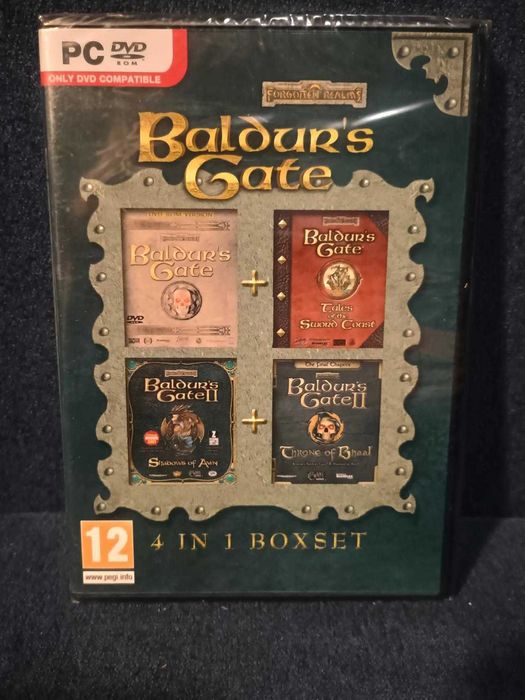 PC DVD
ROM
ONLY DVD COMPATIBLE
FORGOTTEN REALMS
Baldur's
Gate
DVD-ROM VERSION
Baldur's
Gate
DVD
+
Baldur's
Gate
Tales
of the
Sword Coast
Baldur's
Gate II
Shadows of Amn
+
Baldur's
Gate II
Throne of Bhaal
12
www.pegi.info
4 IN 1 BOXSET